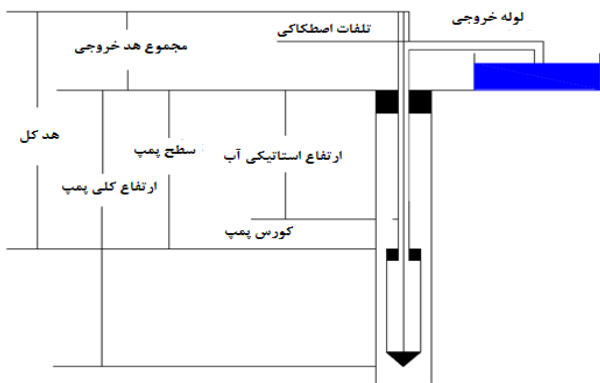 لوله خروجی
تلفات اصطکاکی
مجموع هد خروجی
هد کل
سطح پمپ
ارتفاع استاتیکی آب
ارتفاع کلی پمپ
کورس پمپ